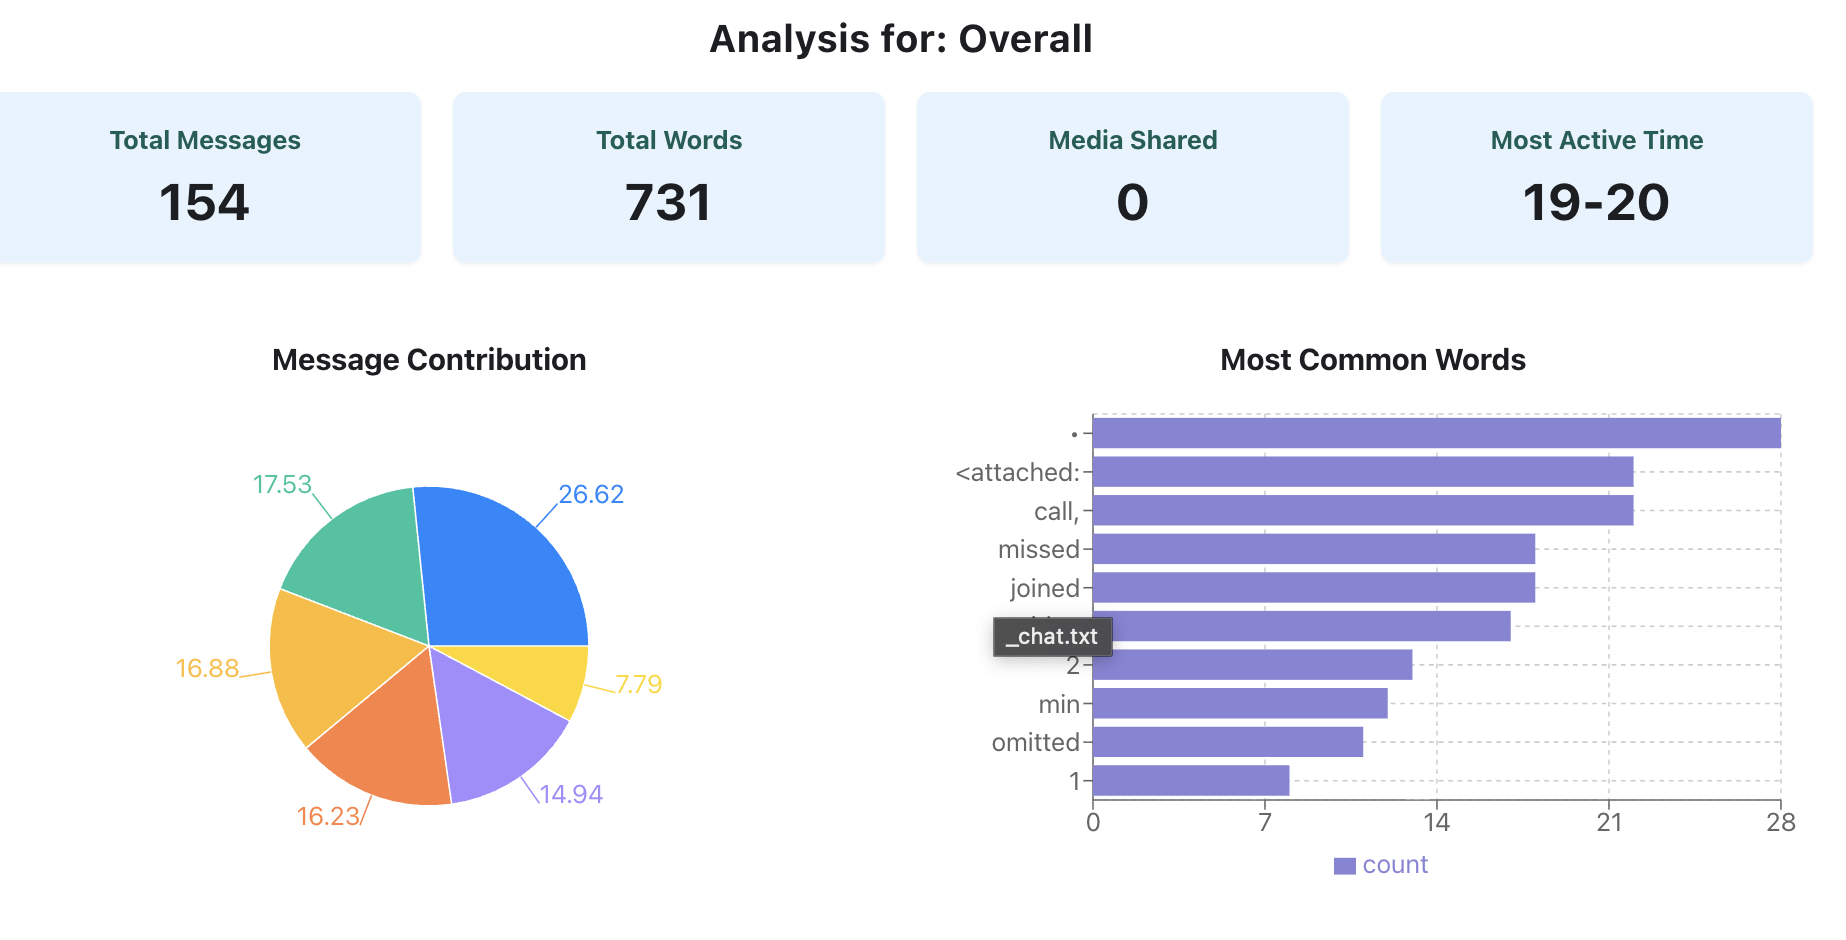 Analysis for: Overall
Total Messages
154
Total Words
731
Media Shared
0
Most Active Time
19-20
Message Contribution
17.53
26.62
16.88
7.79
16.23
14.94
Most Common Words
•
<attached:
call,
missed
joined
_chat.txt
2
min
omitted
1
0 7 14 21 28
count